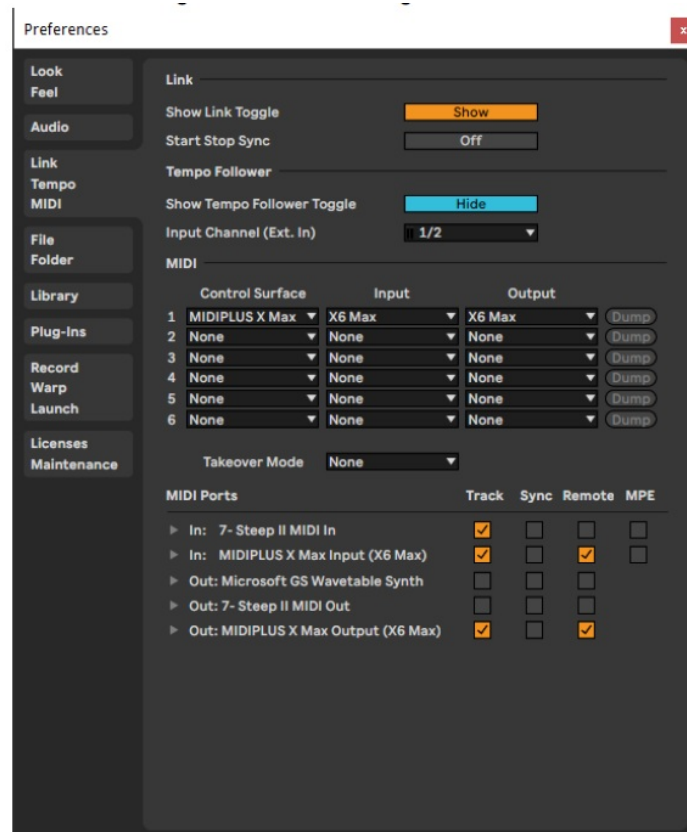 Preferences
x
Look
Feel
Audio
Link
Tempo
MIDI
File
Folder
Library
Plug-Ins
Record
Warp
Launch
Licenses
Maintenance
Link
Show Link Toggle Show
Start Stop Sync Off
Tempo Follower
Show Tempo Follower Toggle Hide
Input Channel (Ext. In) 1/2
MIDI
Control Surface Input Output
1 MIDIPLUS X Max X6 Max X6 Max Dump
2 None None None Dump
3 None None None Dump
4 None None None Dump
5 None None None Dump
6 None None None Dump
Takeover Mode None
MIDI Ports Track Sync Remote MPE
In: 7- Steep II MIDI In
In: MIDIPLUS X Max Input (X6 Max)
Out: Microsoft GS Wavetable Synth
Out: 7- Steep II MIDI Out
Out: MIDIPLUS X Max Output (X6 Max)